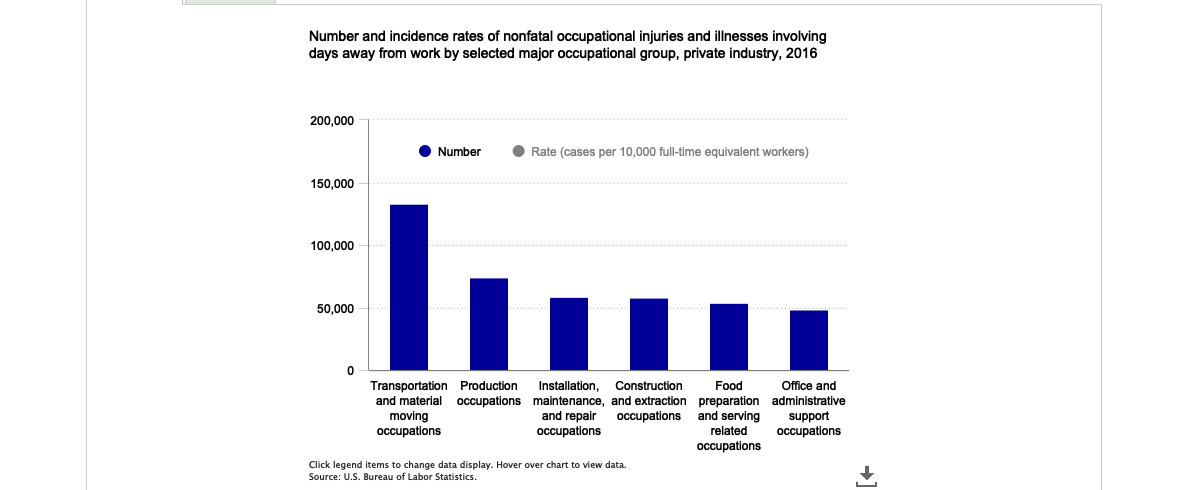 Number and incidence rates of nonfatal occupational injuries and illnesses involving
days away from work by selected major occupational group, private industry, 2016
200,000
Number
Rate (cases per 10,000 full-time equivalent workers)
150,000
100,000
50,000
0
Transportation
and material
moving
occupations
Production
occupations
Installation,
maintenance,
and repair
occupations
Construction
and extraction
occupations
Food
preparation
and serving
related
occupations
Office and
administrative
support
occupations
Click legend items to change data display. Hover over chart to view data.
Source: U.S. Bureau of Labor Statistics.